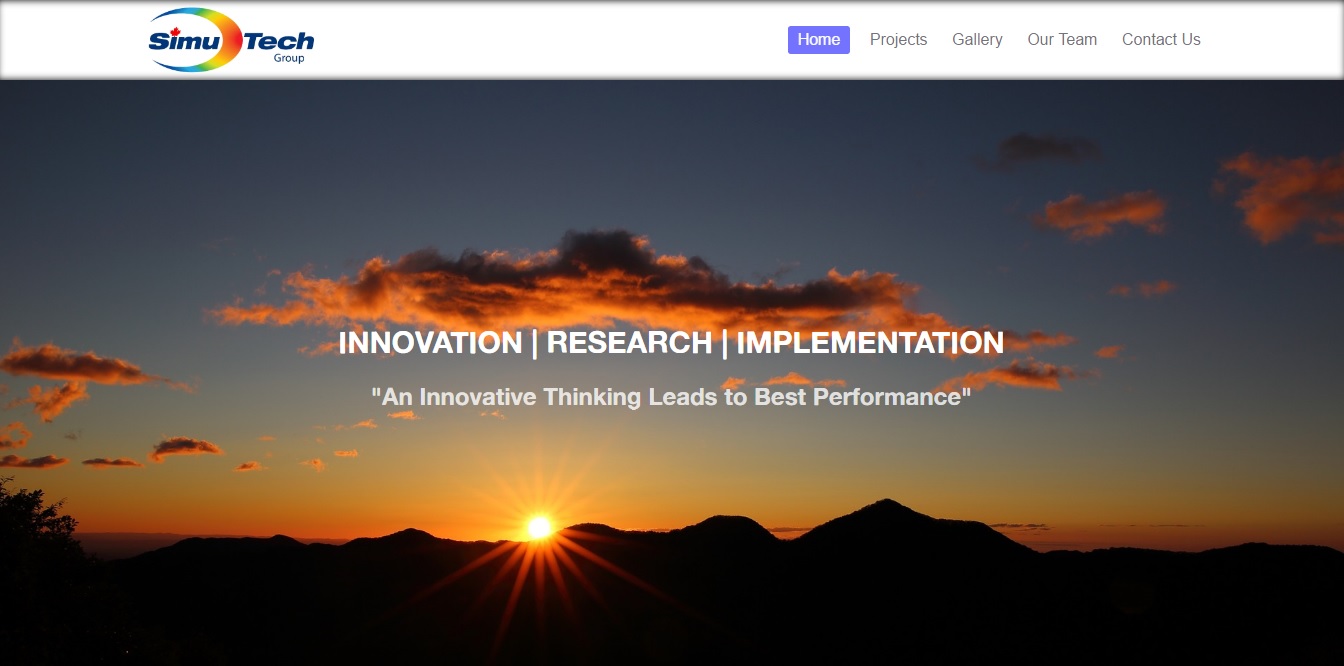 SimuTech
Group
Home
Projects
Gallery
Our Team
Contact Us
INNOVATION | RESEARCH | IMPLEMENTATION
"An Innovative Thinking Leads to Best Performance"